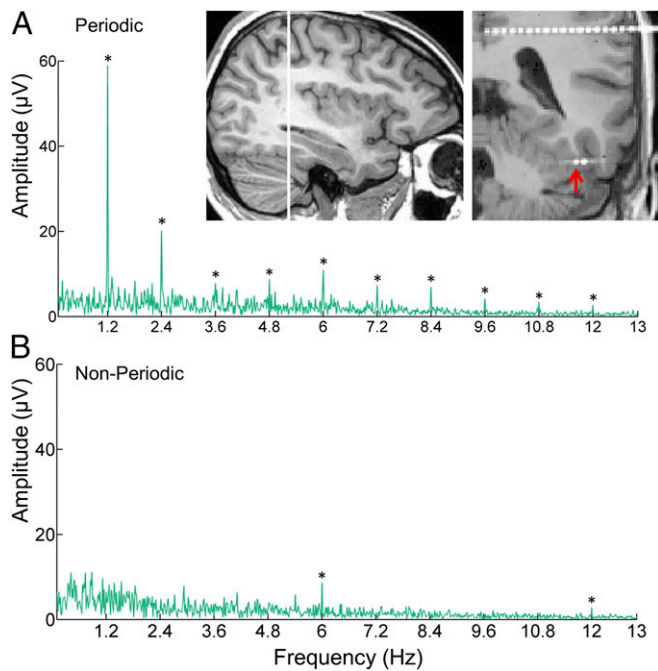 A
Periodic
Amplitude (µV)
60
*
40
*
20
* * * * * * * *
0
1.2 2.4 3.6 4.8 6 7.2 8.4 9.6 10.8 12 13
B
Non-Periodic
Amplitude (µV)
60
40
20
* *
0
1.2 2.4 3.6 4.8 6 7.2 8.4 9.6 10.8 12 13
Frequency (Hz)